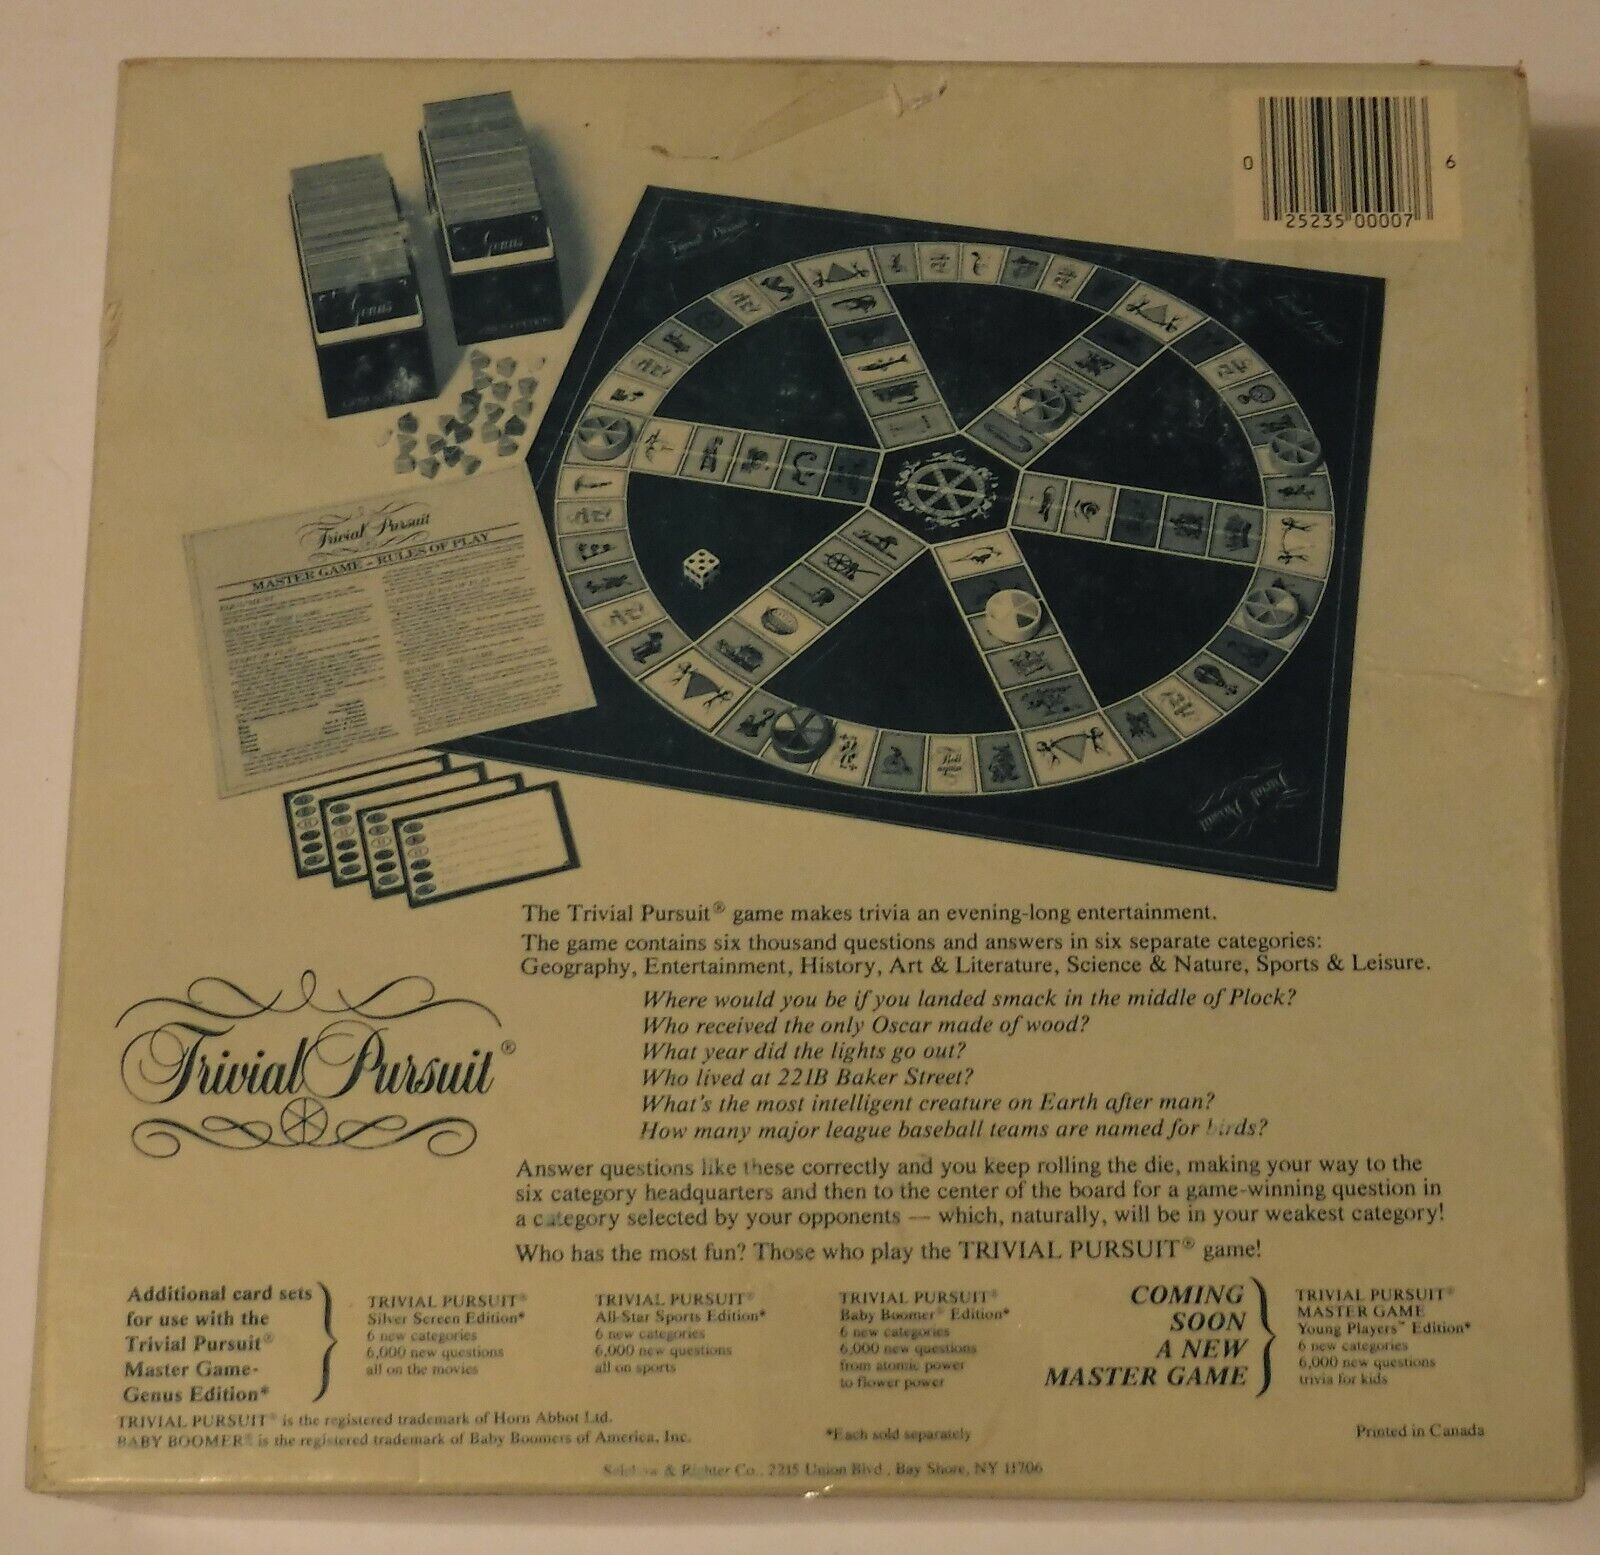 0 6
25235 00007
Genus
Genus
Trivial Pursuit
Trivial Pursuit
MASTER GAME - RULES OF PLAY
Roll
again
Trivial Pursuit
The Trivial Pursuit® game makes trivia an evening-long entertainment.
The game contains six thousand questions and answers in six separate categories:
Geography, Entertainment, History, Art & Literature, Science & Nature, Sports & Leisure.
Where would you be if you landed smack in the middle of Plock?
Who received the only Oscar made of wood?
What year did the lights go out?
Who lived at 221B Baker Street?
What's the most intelligent creature on Earth after man?
How many major league baseball teams are named for birds?
Trivial Pursuit®
Answer questions like these correctly and you keep rolling the die, making your way to the
six category headquarters and then to the center of the board for a game-winning question in
a category selected by your opponents — which, naturally, will be in your weakest category!
Who has the most fun? Those who play the TRIVIAL PURSUIT® game!
Additional card sets
for use with the
Trivial Pursuit®
Master Game-
Genus Edition*
TRIVIAL PURSUIT®
Silver Screen Edition*
6 new categories
6,000 new questions
all on the movies
TRIVIAL PURSUIT®
All-Star Sports Edition*
6 new categories
6,000 new questions
all on sports
TRIVIAL PURSUIT®
Baby Boomer® Edition*
6 new categories
6,000 new questions
from atomic power
to flower power
COMING
SOON
A NEW
MASTER GAME
TRIVIAL PURSUIT®
MASTER GAME
Young Players™ Edition*
6 new categories
6,000 new questions
trivia for kids
TRIVIAL PURSUIT® is the registered trademark of Horn Abbot Ltd.
BABY BOOMER® is the registered trademark of Baby Boomers of America, Inc.
*Each sold separately
Printed in Canada
Selchow & Righter Co., 2215 Union Blvd., Bay Shore, NY 11706